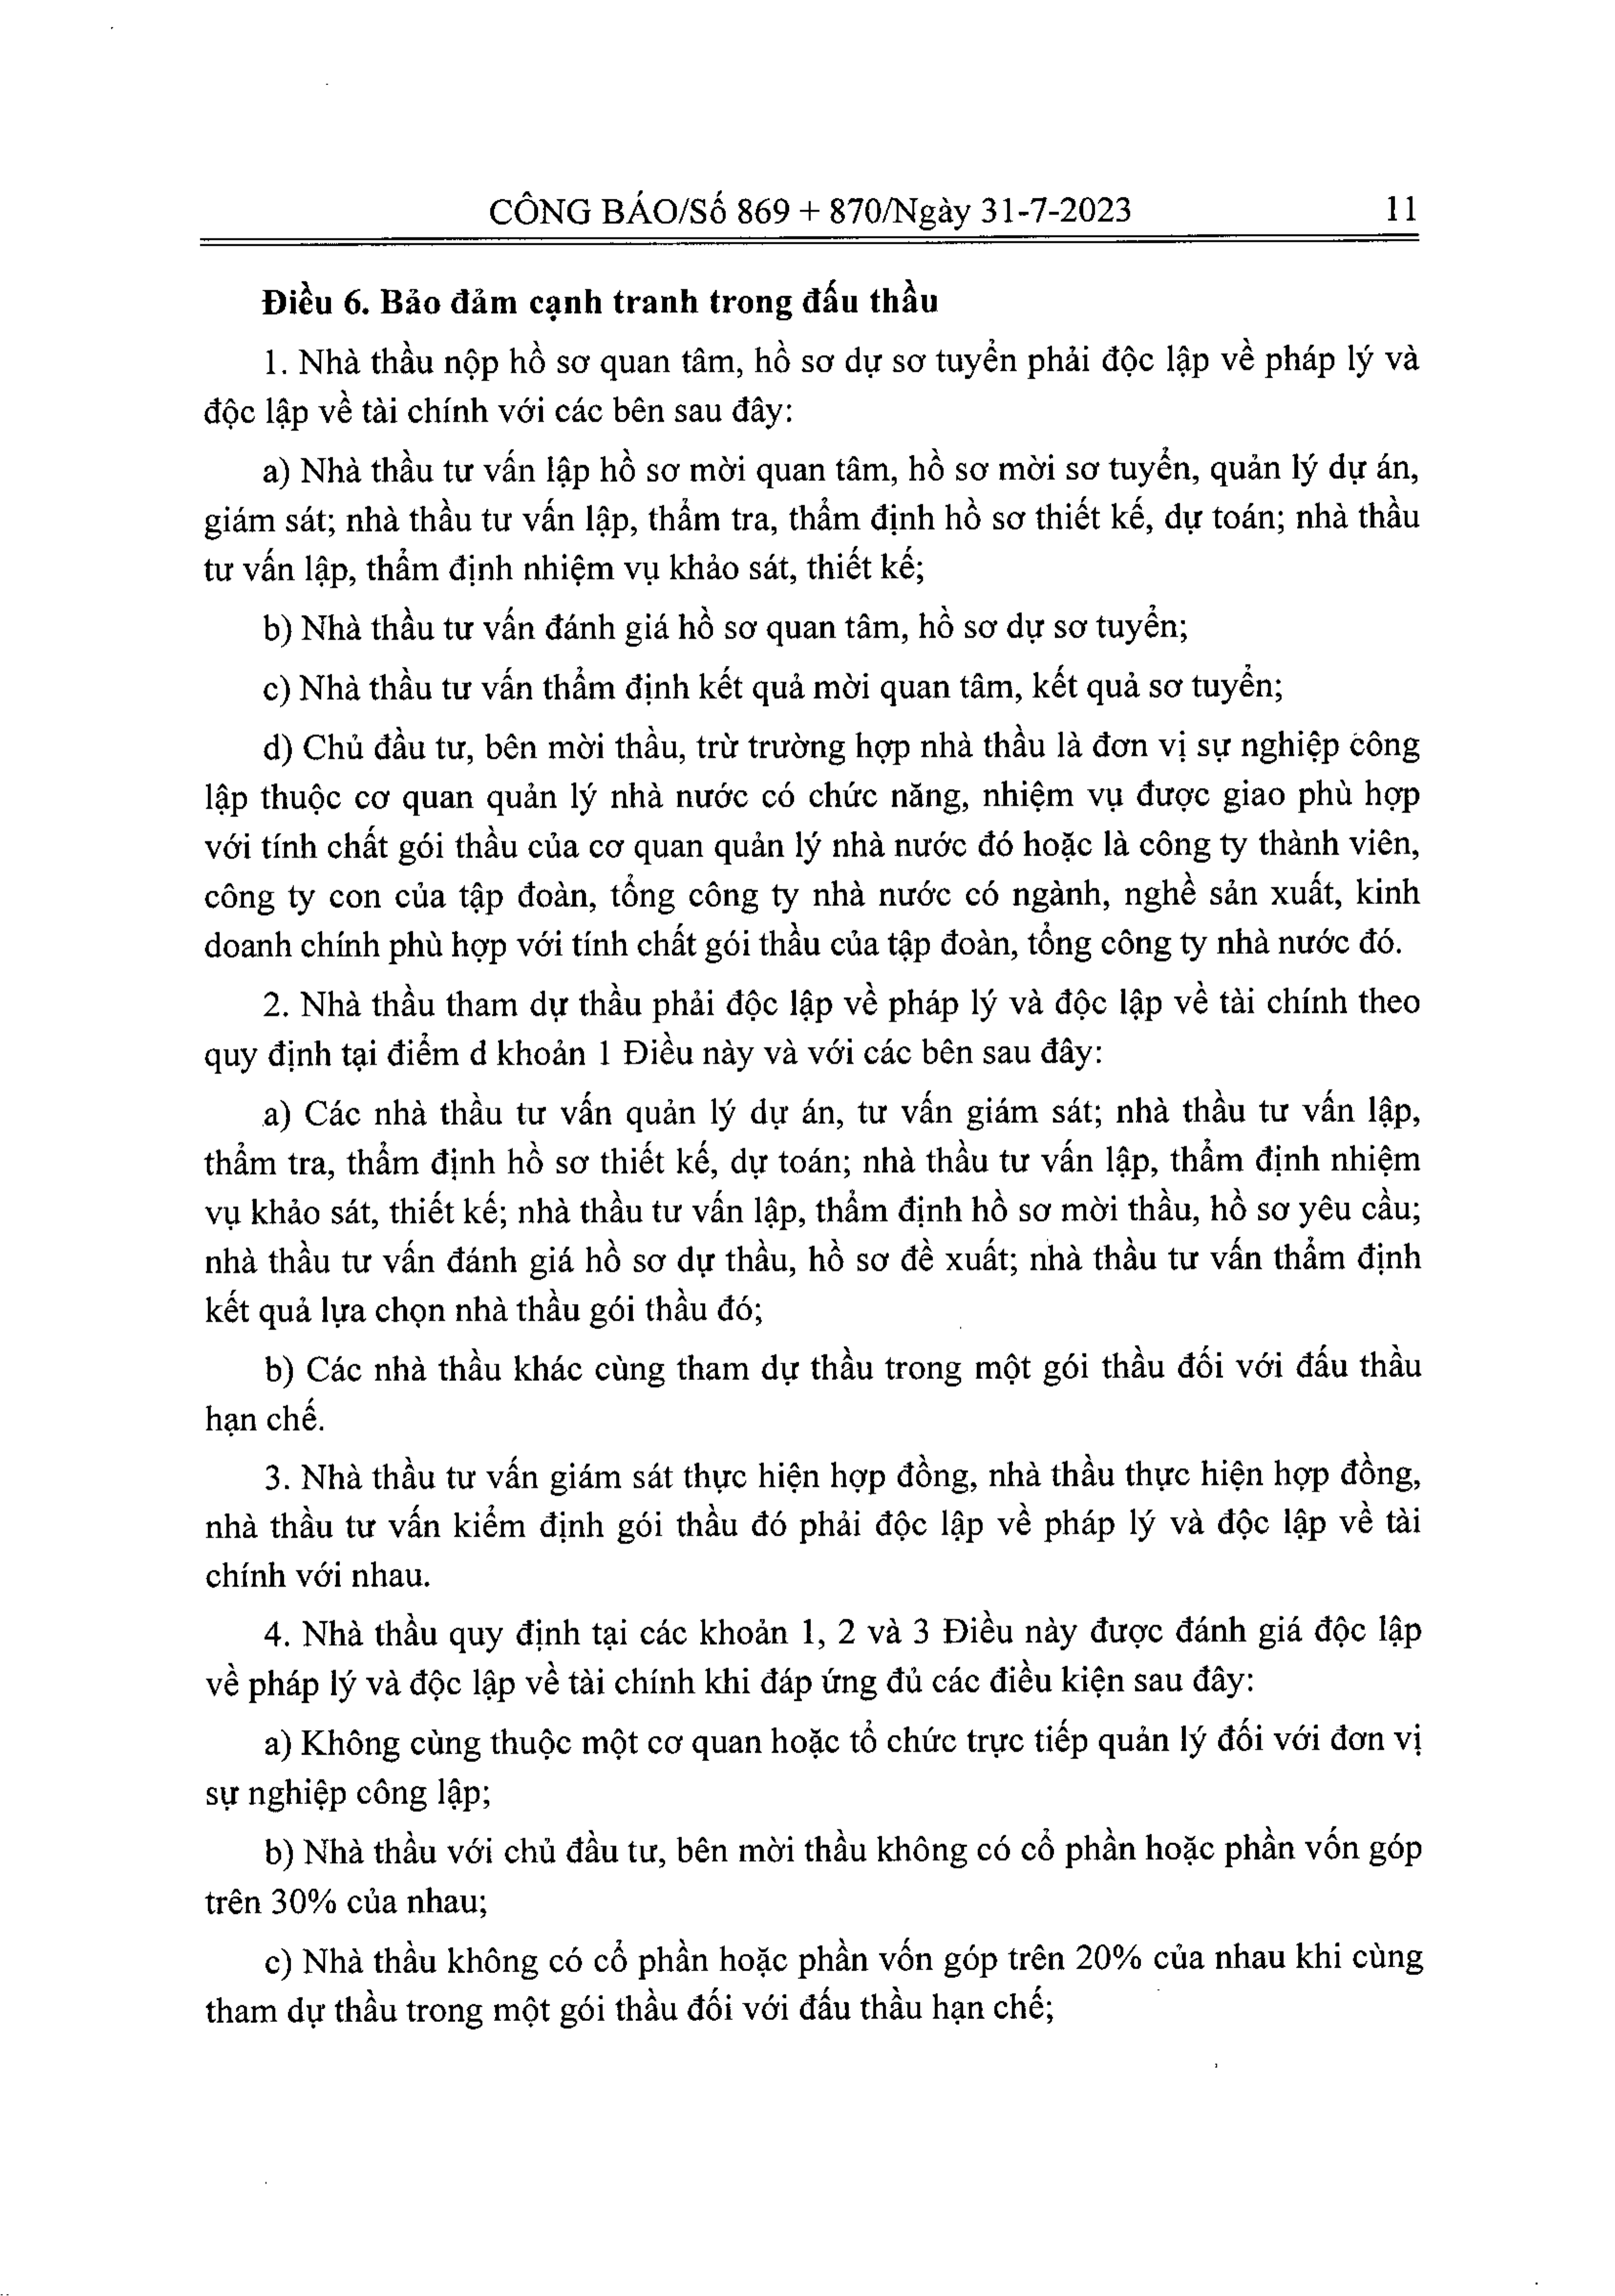 CÔNG BÁO/Số 869 + 870/Ngày 31-7-2023 11
Điều 6. Bảo đảm cạnh tranh trong đấu thầu
1. Nhà thầu nộp hồ sơ quan tâm, hồ sơ dự sơ tuyển phải độc lập về pháp lý và
độc lập về tài chính với các bên sau đây:
a) Nhà thầu tư vấn lập hồ sơ mời quan tâm, hồ sơ mời sơ tuyển, quản lý dự án,
giám sát; nhà thầu tư vấn lập, thẩm tra, thẩm định hồ sơ thiết kế, dự toán; nhà thầu
tư vấn lập, thẩm định nhiệm vụ khảo sát, thiết kế;
b) Nhà thầu tư vấn đánh giá hồ sơ quan tâm, hồ sơ dự sơ tuyển;
c) Nhà thầu tư vấn thẩm định kết quả mời quan tâm, kết quả sơ tuyển;
d) Chủ đầu tư, bên mời thầu, trừ trường hợp nhà thầu là đơn vị sự nghiệp công
lập thuộc cơ quan quản lý nhà nước có chức năng, nhiệm vụ được giao phù hợp
với tính chất gói thầu của cơ quan quản lý nhà nước đó hoặc là công ty thành viên,
công ty con của tập đoàn, tổng công ty nhà nước có ngành, nghề sản xuất, kinh
doanh chính phù hợp với tính chất gói thầu của tập đoàn, tổng công ty nhà nước đó.
2. Nhà thầu tham dự thầu phải độc lập về pháp lý và độc lập về tài chính theo
quy định tại điểm d khoản 1 Điều này và với các bên sau đây:
a) Các nhà thầu tư vấn quản lý dự án, tư vấn giám sát; nhà thầu tư vấn lập,
thẩm tra, thẩm định hồ sơ thiết kế, dự toán; nhà thầu tư vấn lập, thẩm định nhiệm
vụ khảo sát, thiết kế; nhà thầu tư vấn lập, thẩm định hồ sơ mời thầu, hồ sơ yêu cầu;
nhà thầu tư vấn đánh giá hồ sơ dự thầu, hồ sơ đề xuất; nhà thầu tư vấn thẩm định
kết quả lựa chọn nhà thầu gói thầu đó;
b) Các nhà thầu khác cùng tham dự thầu trong một gói thầu đối với đấu thầu
hạn chế.
3. Nhà thầu tư vấn giám sát thực hiện hợp đồng, nhà thầu thực hiện hợp đồng,
nhà thầu tư vấn kiểm định gói thầu đó phải độc lập về pháp lý và độc lập về tài
chính với nhau.
4. Nhà thầu quy định tại các khoản 1, 2 và 3 Điều này được đánh giá độc lập
về pháp lý và độc lập về tài chính khi đáp ứng đủ các điều kiện sau đây:
a) Không cùng thuộc một cơ quan hoặc tổ chức trực tiếp quản lý đối với đơn vị
sự nghiệp công lập;
b) Nhà thầu với chủ đầu tư, bên mời thầu không có cổ phần hoặc phần vốn góp
trên 30% của nhau;
c) Nhà thầu không có cổ phần hoặc phần vốn góp trên 20% của nhau khi cùng
tham dự thầu trong một gói thầu đối với đấu thầu hạn chế;